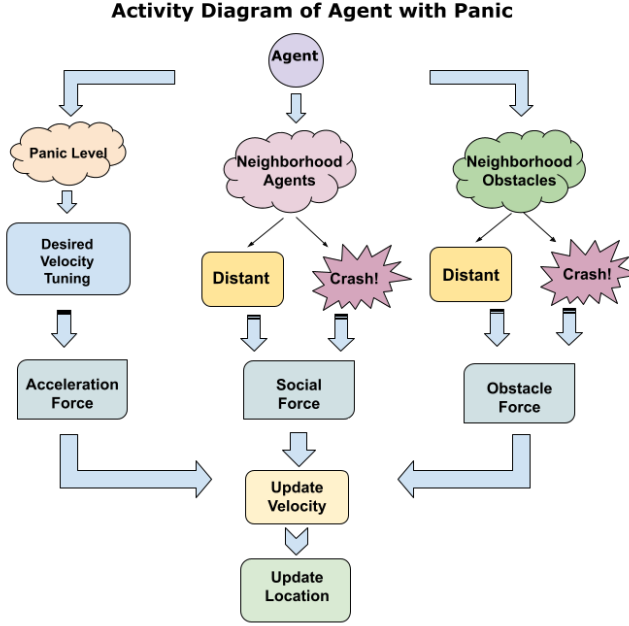 Activity Diagram of Agent with Panic
Agent
Panic Level
Neighborhood
Agents
Neighborhood
Obstacles
Desired
Velocity
Tuning
Distant
Crash!
Distant
Crash!
Acceleration
Force
Social
Force
Obstacle
Force
Update
Velocity
Update
Location